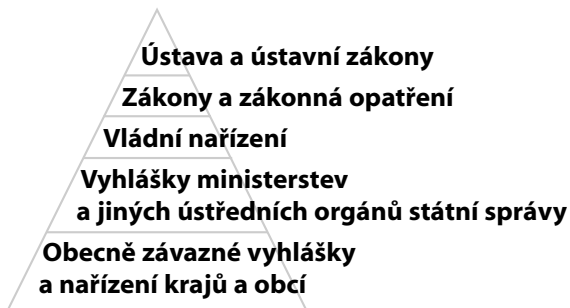 Ústava a ústavní zákony
Zákony a zákonná opatření
Vládní nařízení
Vyhlášky ministerstev
a jiných ústředních orgánů státní správy
Obecně závazné vyhlášky
a nařízení krajů a obcí